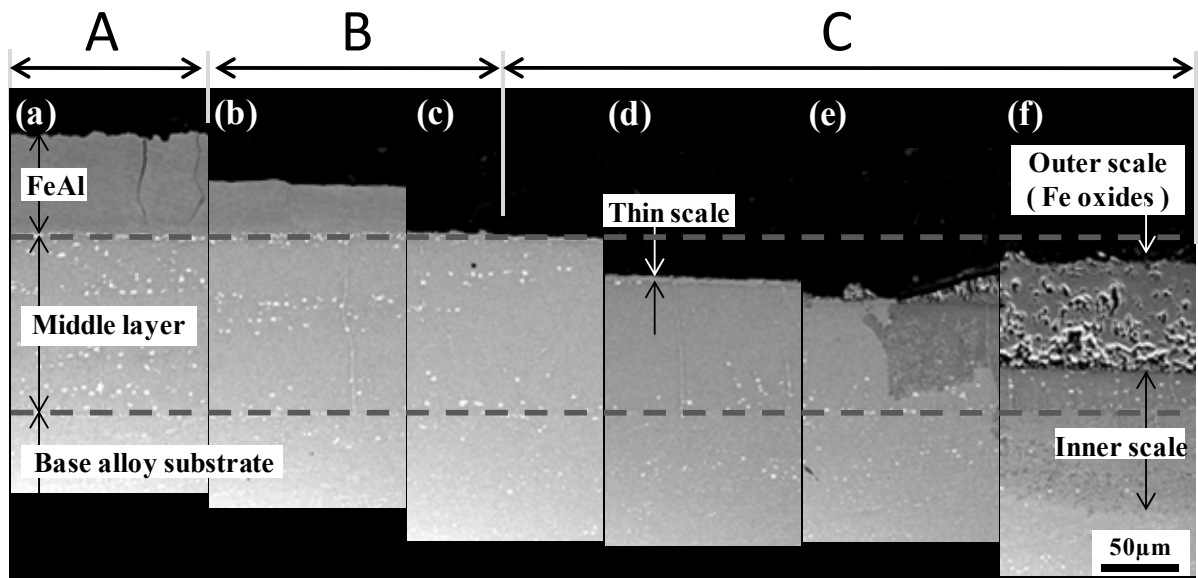 A
B
C
(a)
(b)
(c)
(d)
(e)
(f)
FeAl
Middle layer
Base alloy substrate
Thin scale
Outer scale
( Fe oxides )
Inner scale
50μm